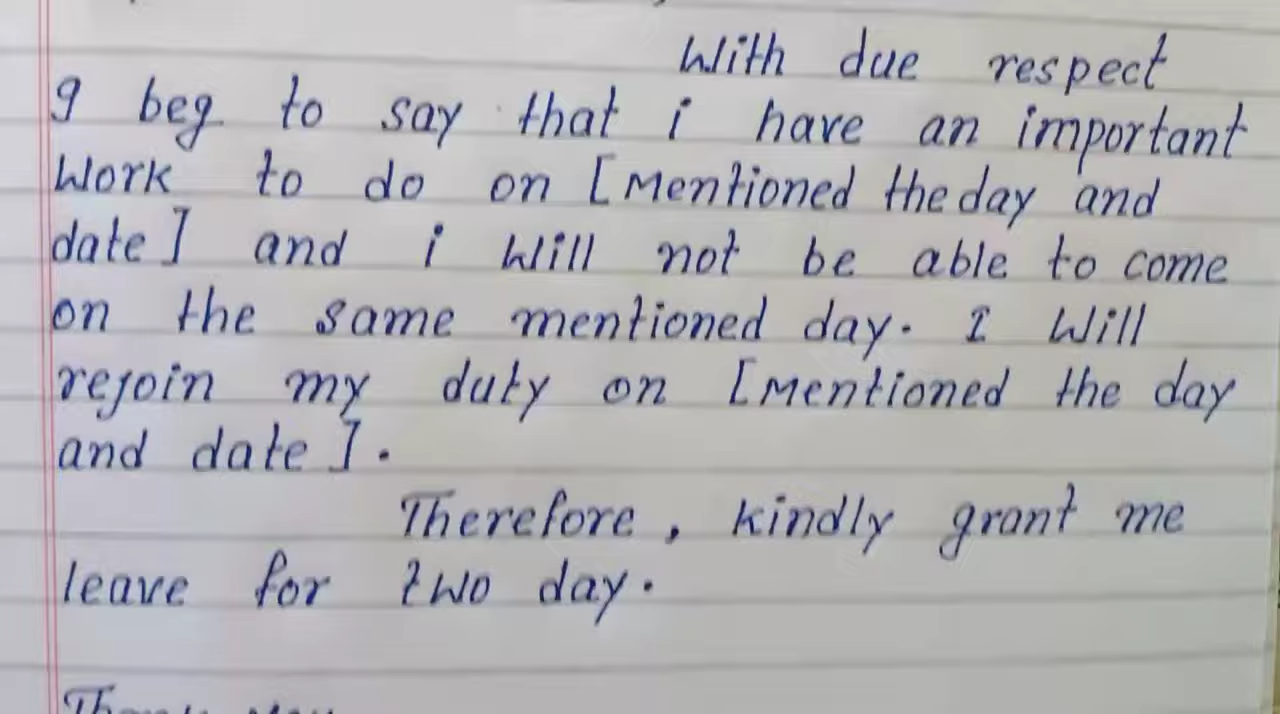 With due respect
I beg to say that i have an important
Work to do on [Mentioned the day and
date] and i Will not be able to come
on the same mentioned day. I Will
rejoin my duty on [Mentioned the day
and date].
Therefore, kindly grant me
leave for two day.